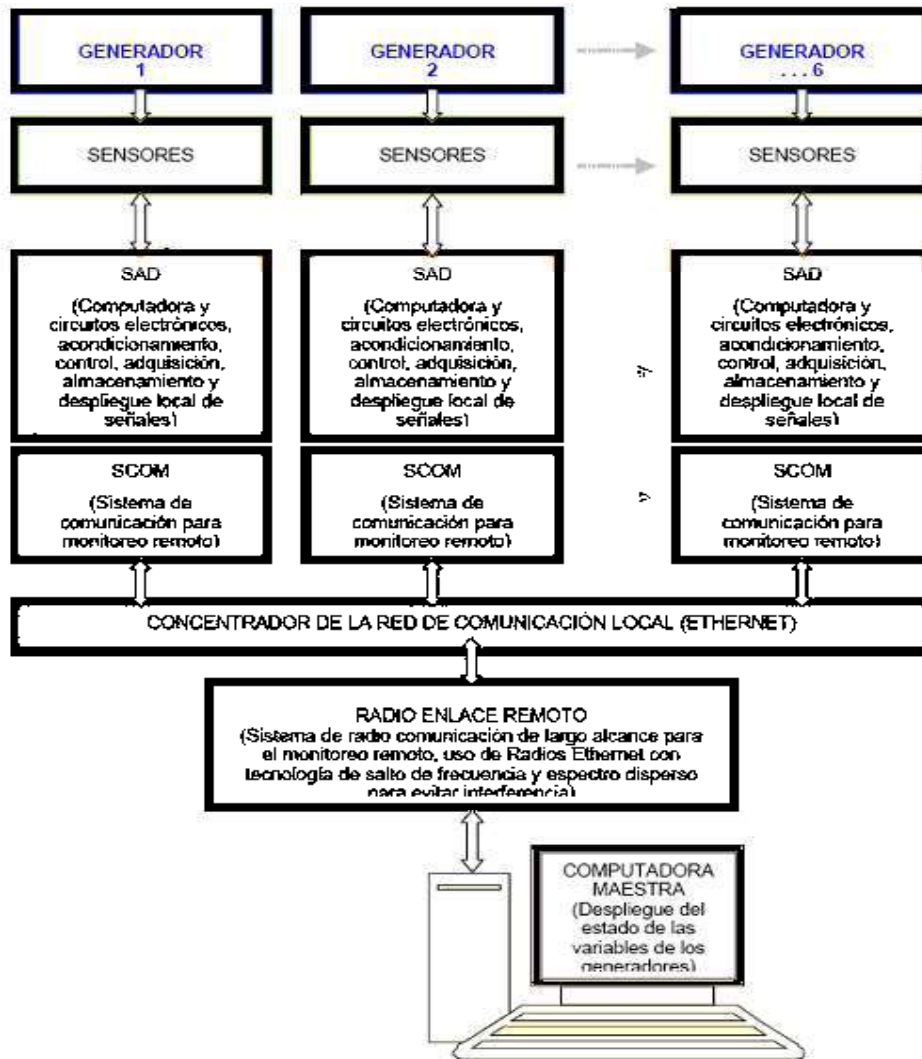 GENERADOR
1
GENERADOR
2
GENERADOR
. . . 6
SENSORES
SENSORES
SENSORES
SAD
(Computadora y
circuitos electrónicos,
acondicionamiento,
control, adquisición,
almacenamiento y
despliegue local de
señales)
SAD
(Computadora y
circuitos electrónicos,
acondicionamiento,
control, adquisición,
almacenamiento y
despliegue local de
señales)
SAD
(Computadora y
circuitos electrónicos,
acondicionamiento,
control, adquisición,
almacenamiento y
despliegue local de
señales)
SCOM
(Sistema de
comunicación para
monitoreo remoto)
SCOM
(Sistema de
comunicación para
monitoreo remoto)
SCOM
(Sistema de
comunicación para
monitoreo remoto)
CONCENTRADOR DE LA RED DE COMUNICACIÓN LOCAL (ETHERNET)
RADIO ENLACE REMOTO
(Sistema de radio comunicación de largo alcance para
el monitoreo remoto, uso de Radios Ethernet con
tecnología de salto de frecuencia y espectro disperso
para evitar interferencia)
COMPUTADORA
MAESTRA
(Despliegue del
estado de las
variables de los
generadores)